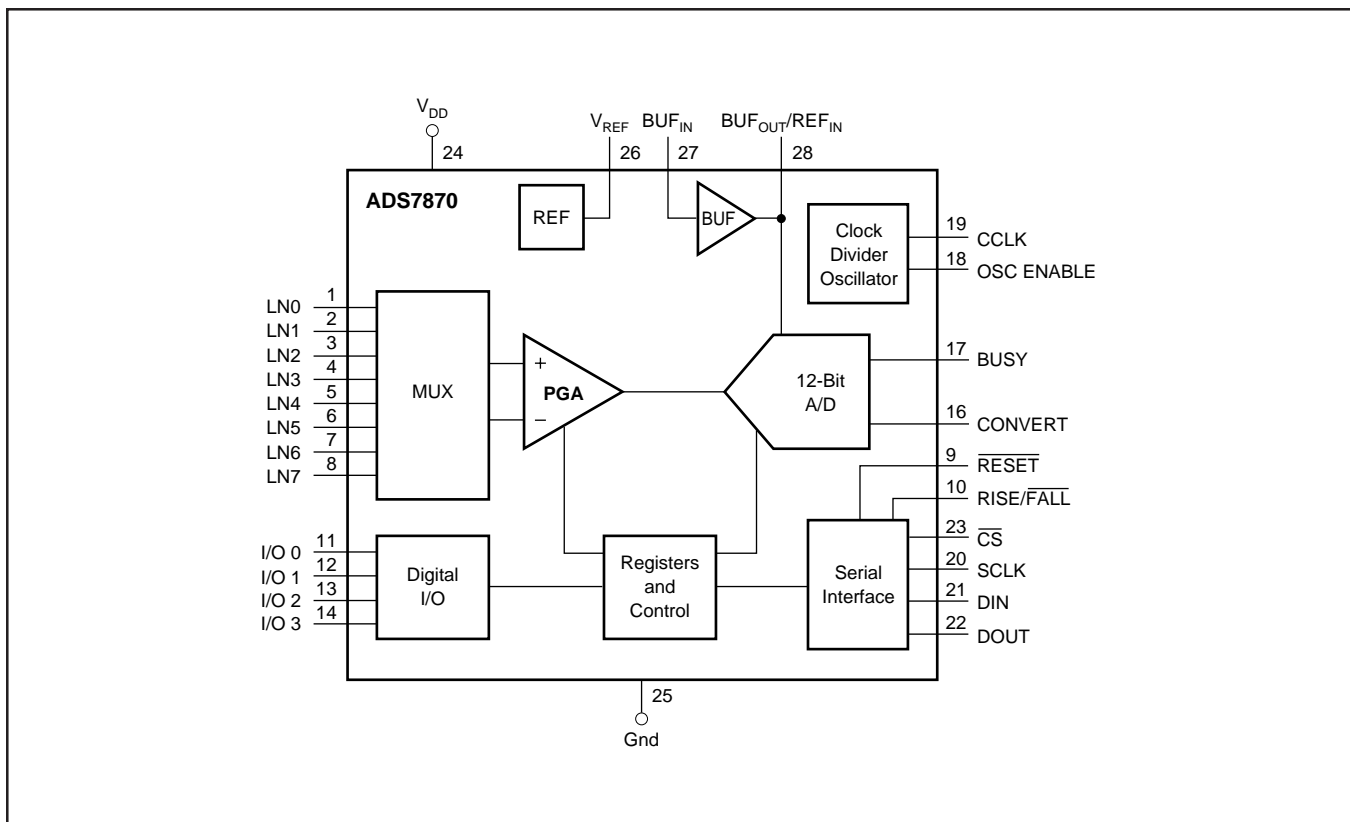 V_DD
24
V_REF
26
BUF_IN
27
BUF_OUT/REF_IN
28
ADS7870
REF
BUF
Clock
Divider
Oscillator
19
CCLK
18
OSC ENABLE
LN0
1
LN1
2
LN2
3
LN3
4
LN4
5
LN5
6
LN6
7
LN7
8
MUX
+
PGA
−
12-Bit
A/D
17
BUSY
16
CONVERT
9
RESET
10
RISE/FALL
23
CS
20
SCLK
21
DIN
22
DOUT
I/O 0
11
I/O 1
12
I/O 2
13
I/O 3
14
Digital
I/O
Registers
and
Control
Serial
Interface
25
Gnd